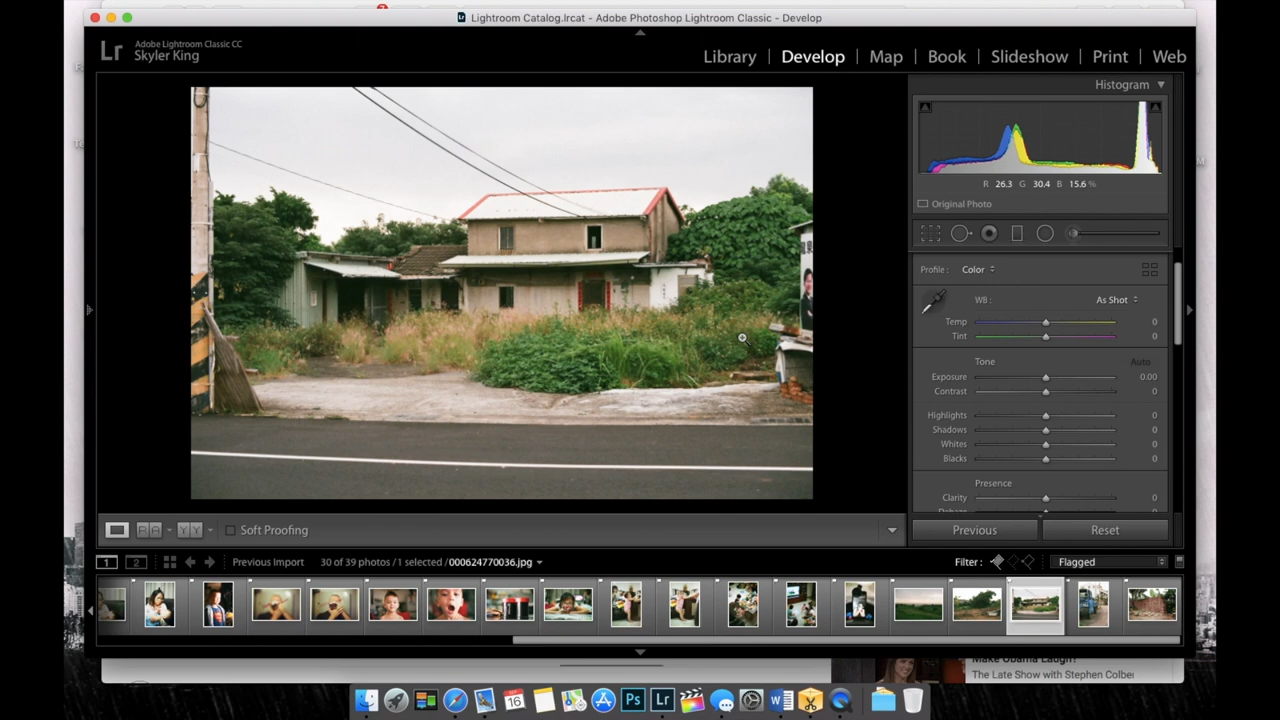 Lightroom Catalog.lrcat - Adobe Photoshop Lightroom Classic - Develop
Lr
Adobe Lightroom Classic CC
Skyler King
Library | Develop | Map | Book | Slideshow | Print | Web
Histogram
R 26.3 G 30.4 B 15.6 %
Original Photo
Profile : Color
WB : As Shot
Temp 0
Tint 0
Tone Auto
Exposure 0.00
Contrast 0
Highlights 0
Shadows 0
Whites 0
Blacks 0
Presence
Clarity 0
Previous Reset
R A Y Y Soft Proofing
1 2 Previous Import 30 of 39 photos / 1 selected / 000624770036.jpg Filter : Flagged
Make Obama Laugh?
The Late Show with Stephen Colber
16
Ps Lr